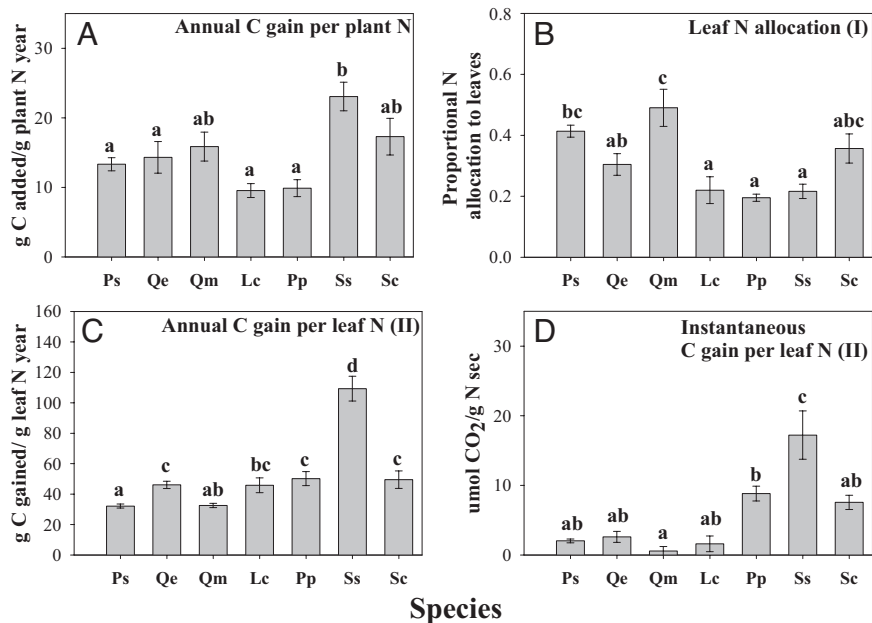 A
Annual C gain per plant N
g C added/g plant N year
30
20
10
0
a
a
ab
a
a
b
ab
Ps
Qe
Qm
Lc
Pp
Ss
Sc
B
Leaf N allocation (I)
Proportional N
allocation to leaves
0.8
0.6
0.4
0.2
0.0
bc
ab
c
a
a
a
abc
Ps
Qe
Qm
Lc
Pp
Ss
Sc
C
Annual C gain per leaf N (II)
g C gained/ g leaf N year
160
140
120
100
80
60
40
20
0
a
c
ab
bc
c
d
c
Ps
Qe
Qm
Lc
Pp
Ss
Sc
D
Instantaneous
C gain per leaf N (II)
umol CO2/g N sec
30
20
10
0
ab
ab
a
ab
b
c
ab
Ps
Qe
Qm
Lc
Pp
Ss
Sc
Species